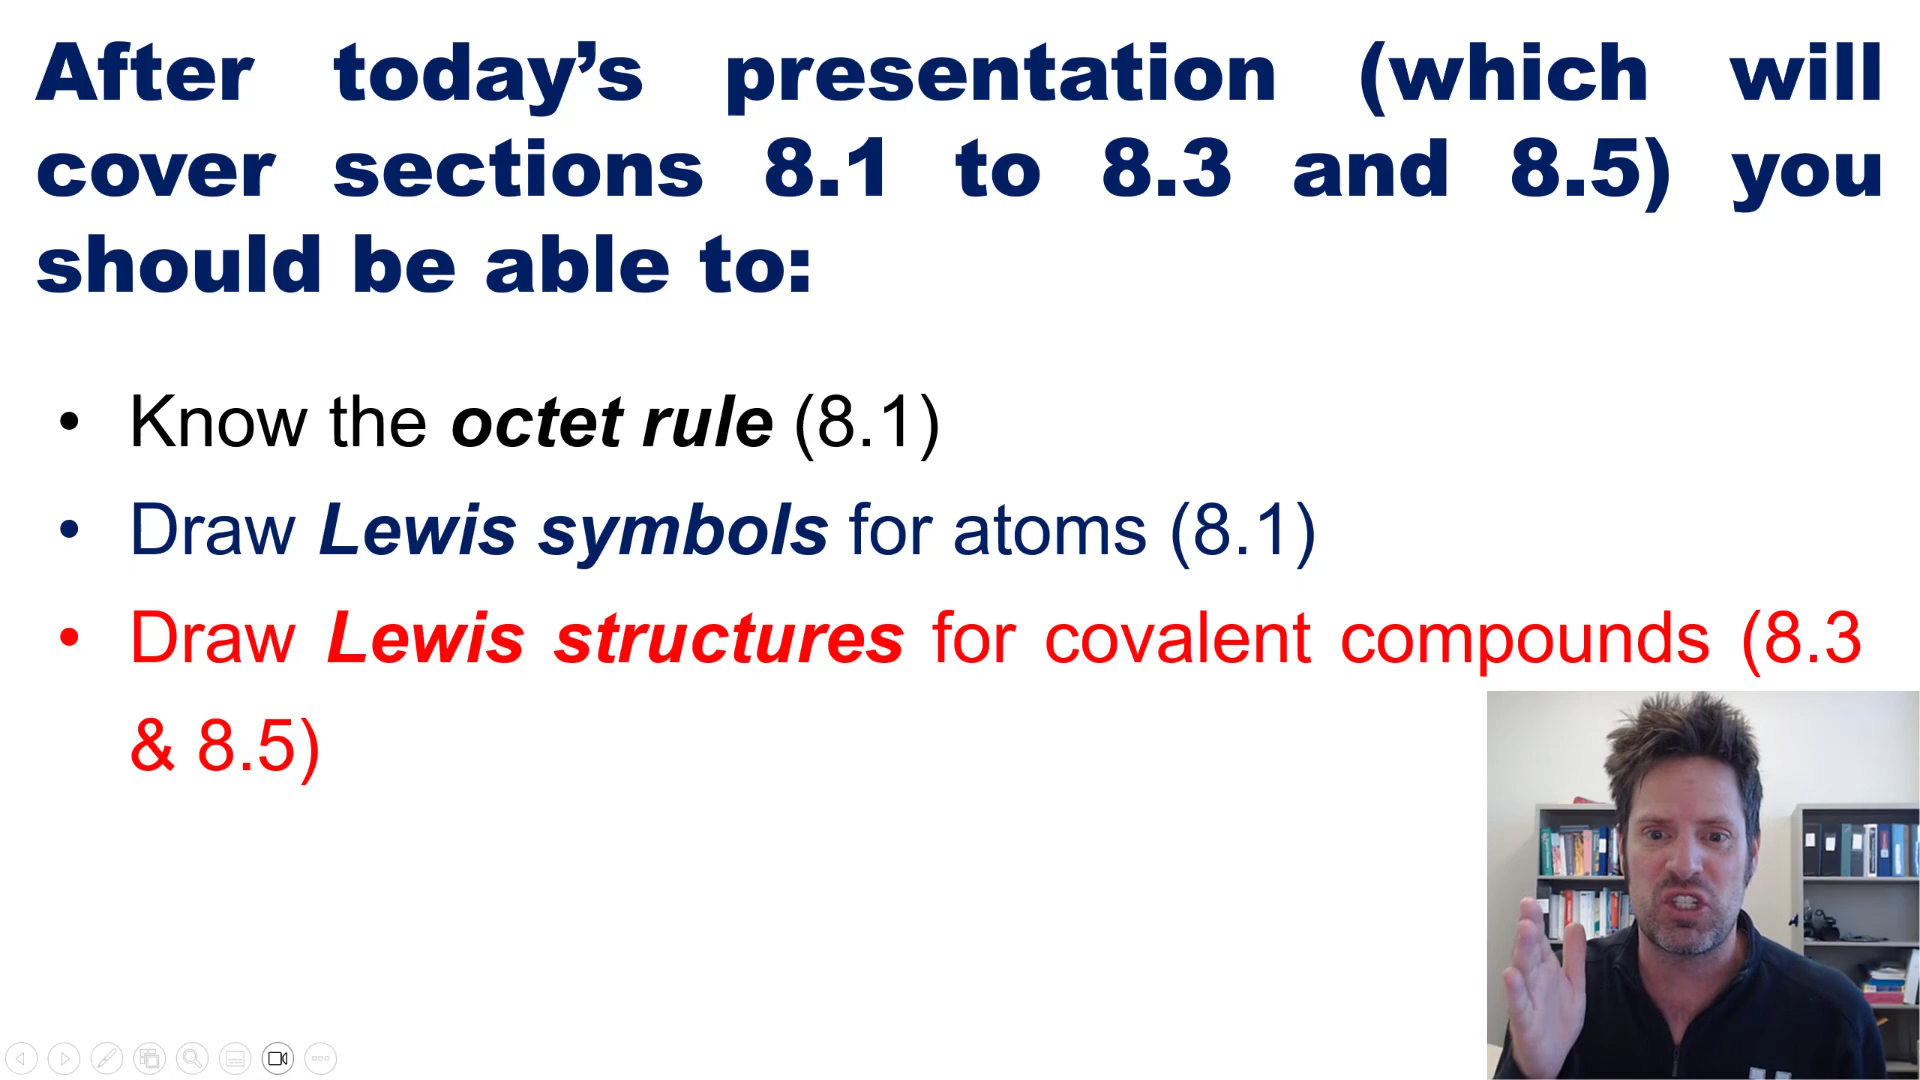 After today’s presentation (which will
cover sections 8.1 to 8.3 and 8.5) you
should be able to:
• Know the octet rule (8.1)
• Draw Lewis symbols for atoms (8.1)
• Draw Lewis structures for covalent compounds (8.3
& 8.5)